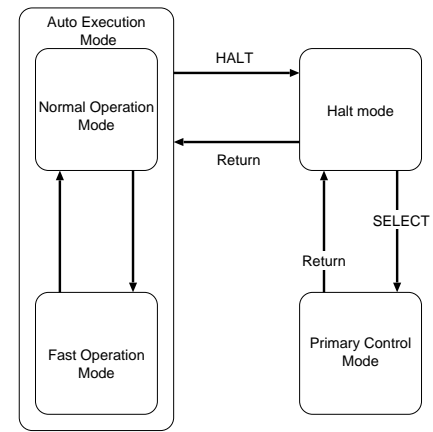 Auto Execution
Mode
HALT
Normal Operation
Mode
Halt mode
Return
SELECT
Return
Fast Operation
Mode
Primary Control
Mode